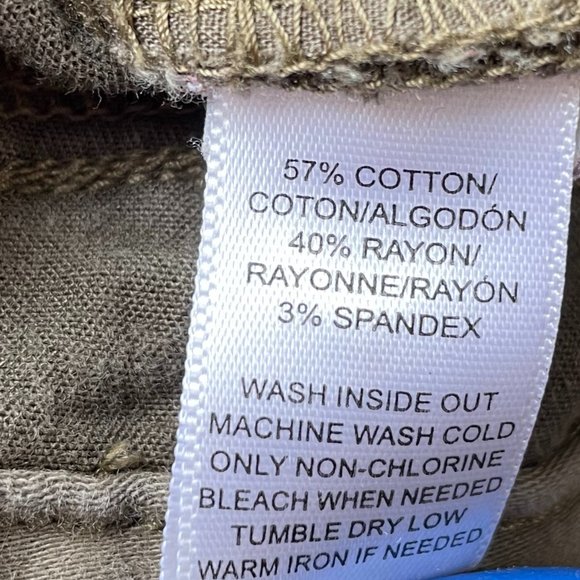 57% COTTON/
COTON/ALGODÓN
40% RAYON/
RAYONNE/RAYÓN
3% SPANDEX
WASH INSIDE OUT
MACHINE WASH COLD
ONLY NON-CHLORINE
BLEACH WHEN NEEDED
TUMBLE DRY LOW
WARM IRON IF NEEDED